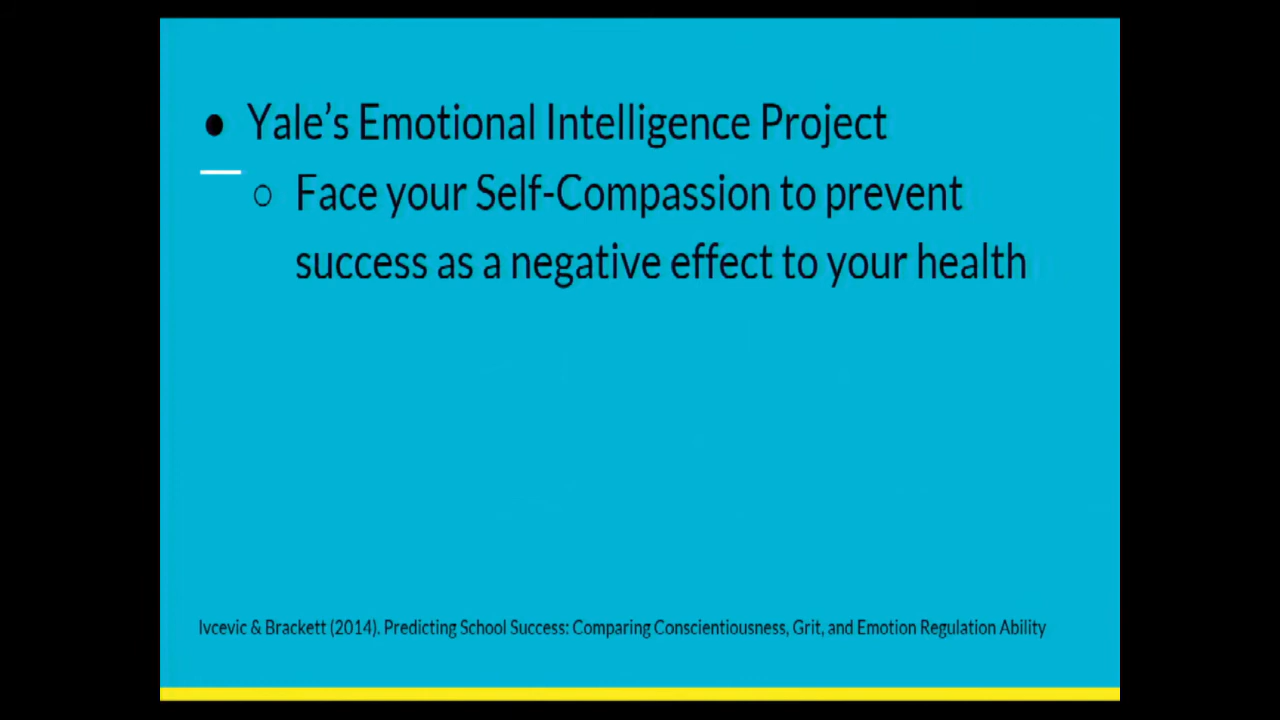 ● Yale’s Emotional Intelligence Project
○ Face your Self-Compassion to prevent
success as a negative effect to your health
Ivcevic & Brackett (2014). Predicting School Success: Comparing Conscientiousness, Grit, and Emotion Regulation Ability